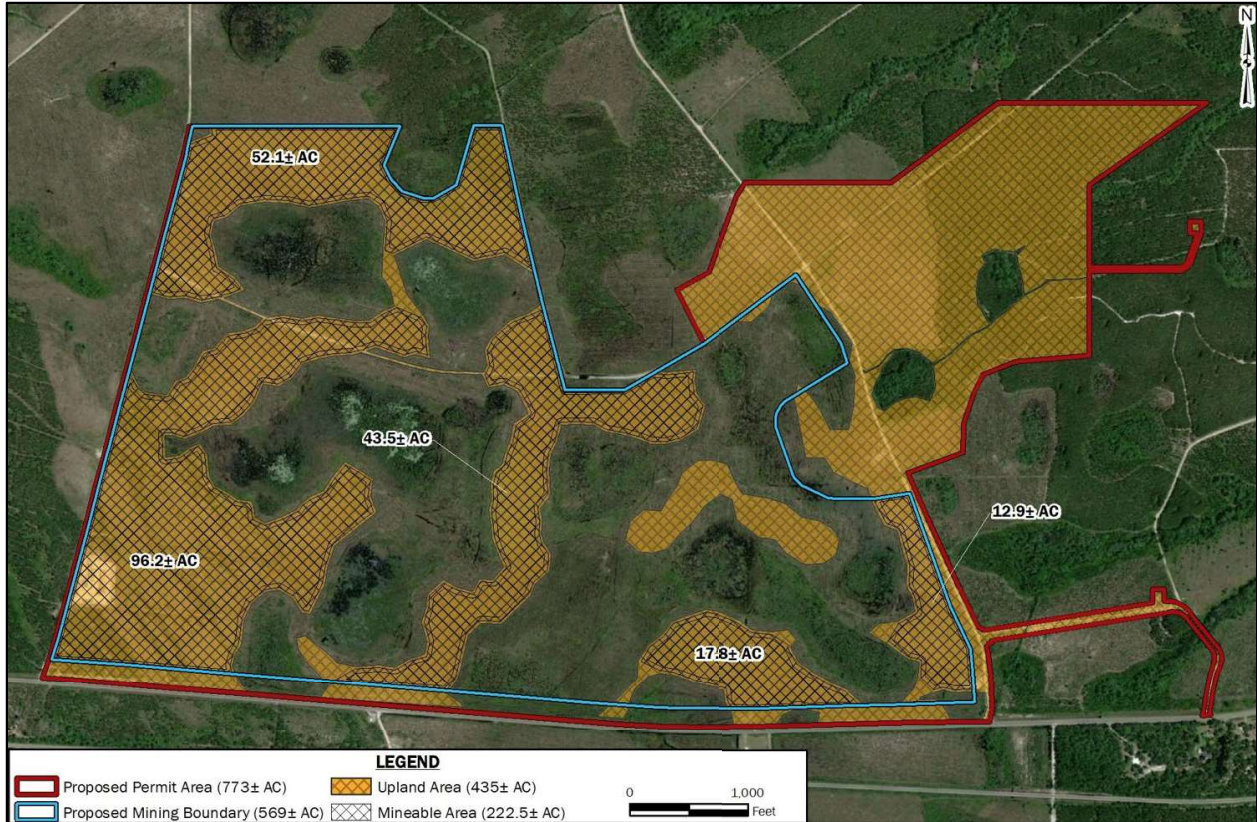 N
52.1± AC
43.5± AC
12.9± AC
96.2± AC
17.8± AC
LEGEND
Proposed Permit Area (773± AC)
Upland Area (435± AC)
0 1,000
Proposed Mining Boundary (569± AC)
Mineable Area (222.5± AC)
Feet